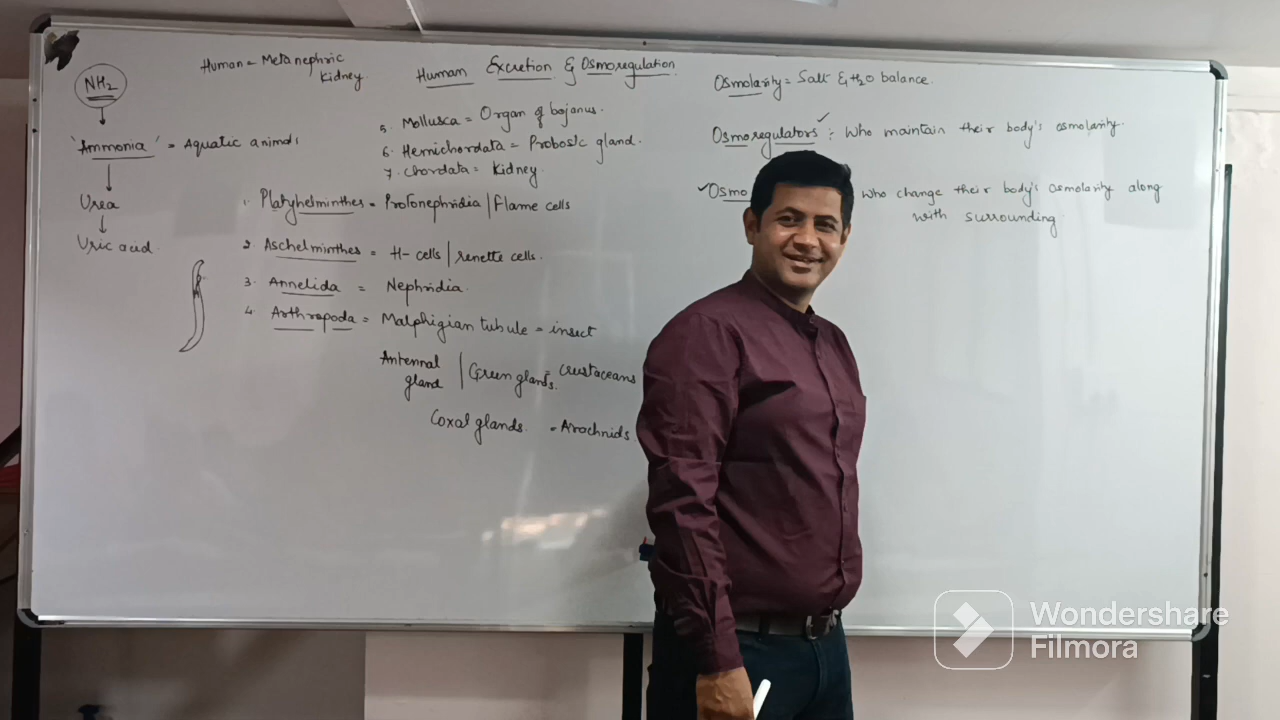 Human = Metanephric
Kidney
Human Excretion & Osmoregulation
NH₂
'Ammonia' = Aquatic animal
Urea
Uric acid.
5. Mollusca = Organ of bojanus.
6. Hemichordata = Probosic gland.
7. Chordata = Kidney.
1. Platyhelminthes = Protonephridia | Flame cells
2. Aschelminthes = H-cells | renette cells.
3. Annelida = Nephridia.
4. Arthropoda = Malphigian tubule = insect
Antennal gland | Green glands. = crustaceans
Coxal glands. = Arachnids.
Osmolarity = Salt & H₂O balance.
Osmoregulators : Who maintain their body's osmolarity.
Osmo
Who change their body's osmolarity along
with surrounding.
Wondershare
Filmora